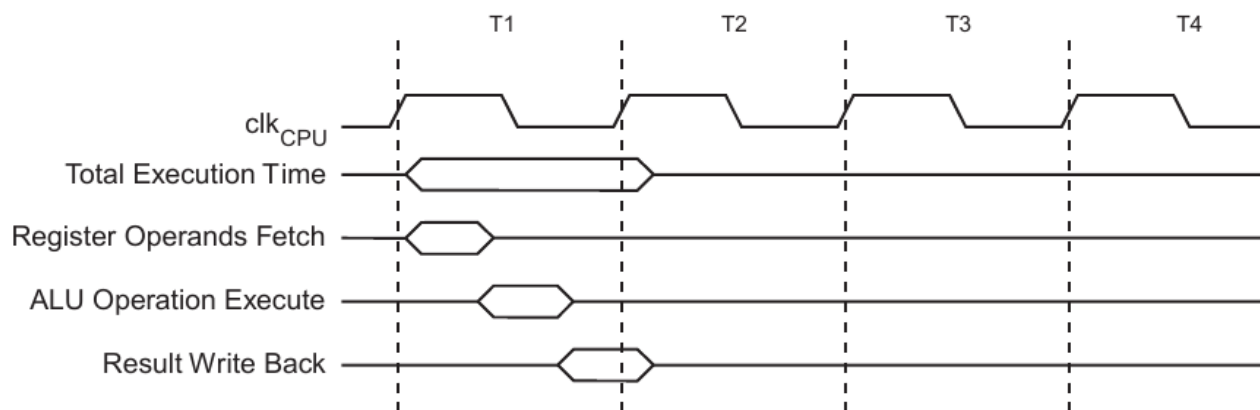 T1 T2 T3 T4
clkCPU
Total Execution Time
Register Operands Fetch
ALU Operation Execute
Result Write Back